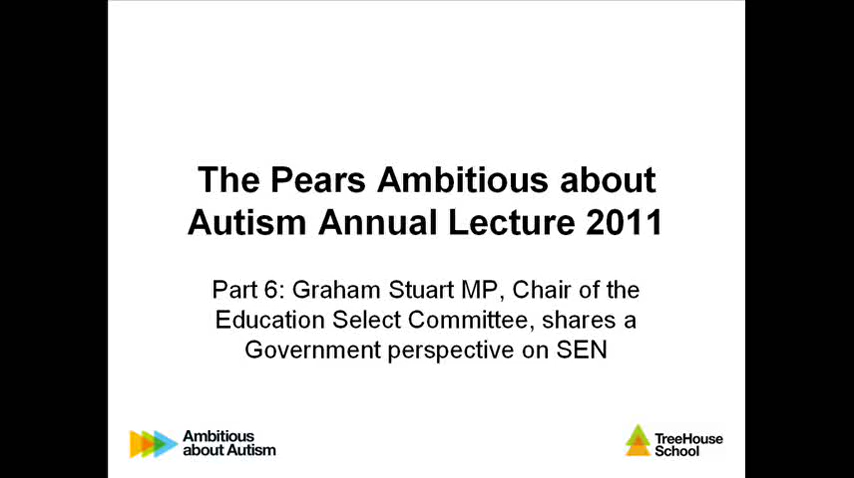 The Pears Ambitious about
Autism Annual Lecture 2011
Part 6: Graham Stuart MP, Chair of the
Education Select Committee, shares a
Government perspective on SEN
Ambitious
about Autism
TreeHouse
School